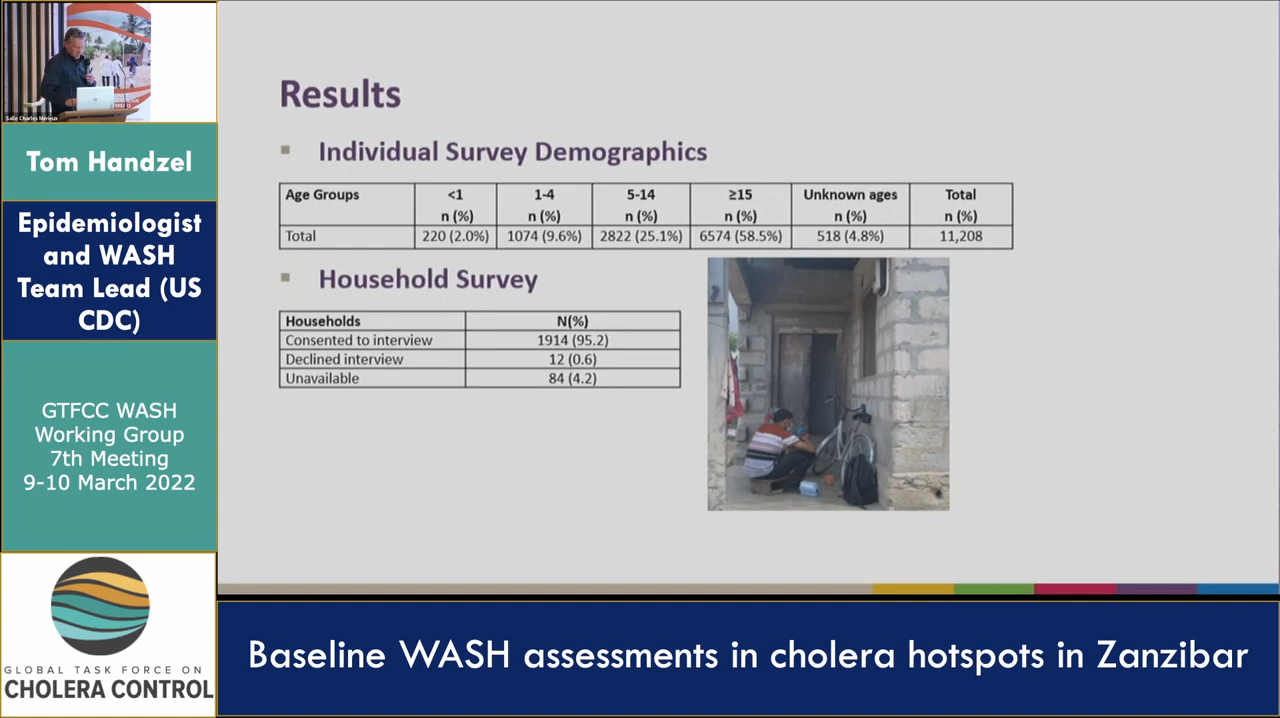 Salle Charles Mérieux
Tom Handzel
Epidemiologist
and WASH
Team Lead (US
CDC)
GTFCC WASH
Working Group
7th Meeting
9-10 March 2022
GLOBAL TASK FORCE ON
CHOLERA CONTROL
Results
Individual Survey Demographics
Age Groups <1 1-4 5-14 ≥15 Unknown ages Total
n (%) n (%) n (%) n (%) n (%) n (%)
Total 220 (2.0%) 1074 (9.6%) 2822 (25.1%) 6574 (58.5%) 518 (4.8%) 11,208
Household Survey
Households N(%)
Consented to interview 1914 (95.2)
Declined interview 12 (0.6)
Unavailable 84 (4.2)
Baseline WASH assessments in cholera hotspots in Zanzibar